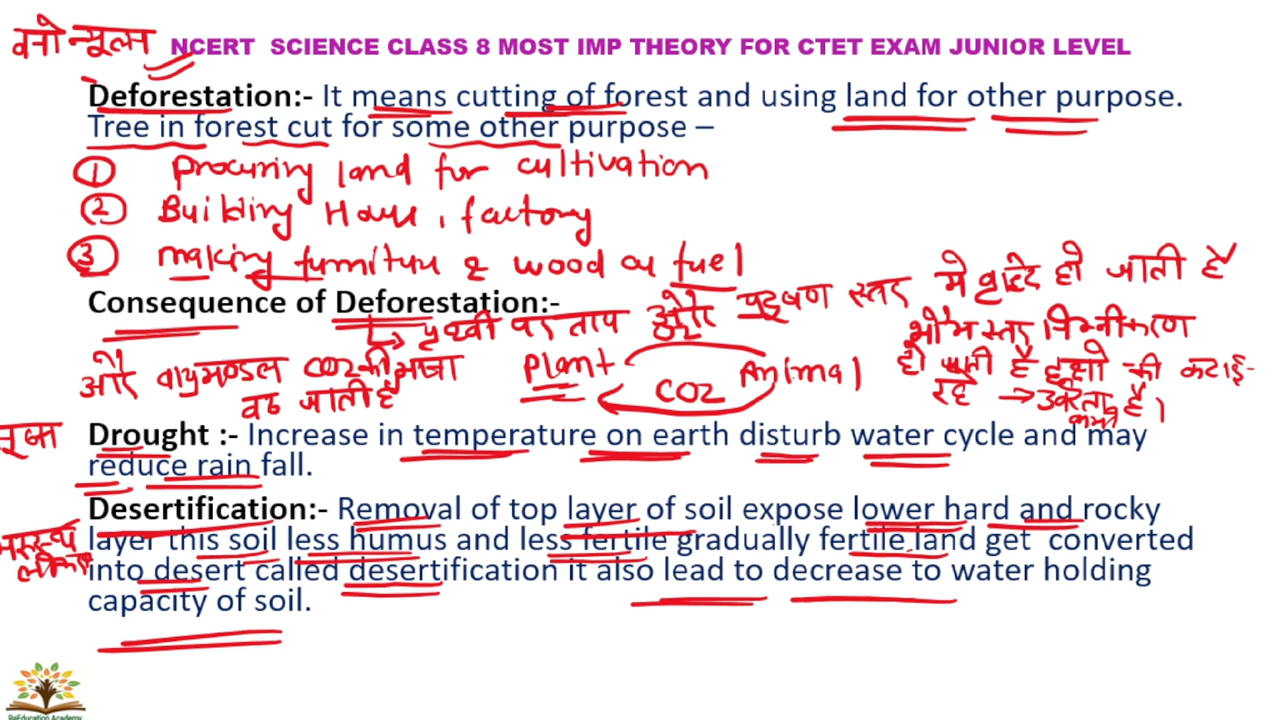 वनोन्मूलन
NCERT SCIENCE CLASS 8 MOST IMP THEORY FOR CTET EXAM JUNIOR LEVEL
Deforestation:- It means cutting of forest and using land for other purpose.
Tree in forest cut for some other purpose –
① Procuring land for cultivation
② Building House, factory
③ making furniture & wood as fuel
Consequence of Deforestation:-
↳ पृथ्वी पर ताप और प्रदूषण स्तर में वृद्धि हो जाती है
और वायुमण्डल CO2 की मात्रा
बढ़ जाती है
Plant CO2 Animal
हो जाती है वृक्षो की कटाई-
Drought :- Increase in temperature on earth disturb water cycle and may
reduce rain fall.
Desertification:- Removal of top layer of soil expose lower hard and rocky
layer this soil less humus and less fertile gradually fertile land get converted
into desert called desertification it also lead to decrease to water holding
capacity of soil.
ReEducation Academy